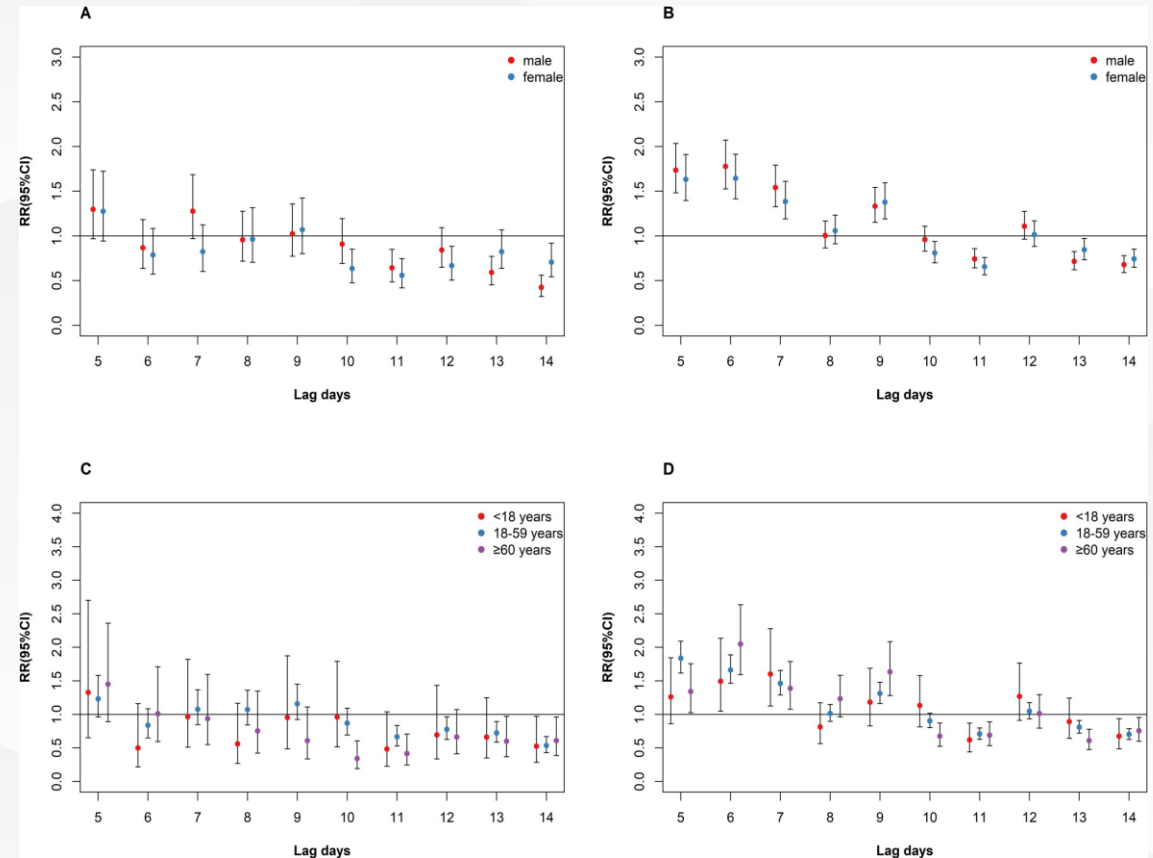 A
3.0
2.5
2.0
1.5
1.0
0.5
0.0
RR(95%CI)
male
female
5 6 7 8 9 10 11 12 13 14
Lag days
B
3.0
2.5
2.0
1.5
1.0
0.5
0.0
RR(95%CI)
male
female
5 6 7 8 9 10 11 12 13 14
Lag days
C
4.0
3.5
3.0
2.5
2.0
1.5
1.0
0.5
0.0
RR(95%CI)
<18 years
18-59 years
≥60 years
5 6 7 8 9 10 11 12 13 14
Lag days
D
4.0
3.5
3.0
2.5
2.0
1.5
1.0
0.5
0.0
RR(95%CI)
<18 years
18-59 years
≥60 years
5 6 7 8 9 10 11 12 13 14
Lag days